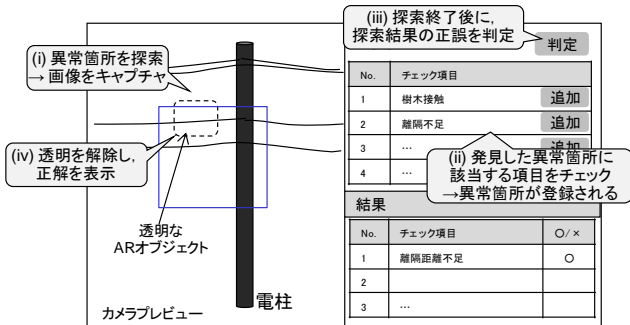 (iii) 探索終了後に,
探索結果の正誤を判定
判定
(i) 異常箇所を探索
→ 画像をキャプチャ
No. チェック項目
1 樹木接触 追加
2 離隔不足 追加
3 … 追加
4 …
(iv) 透明を解除し,
正解を表示
(ii) 発見した異常箇所に
該当する項目をチェック
→異常箇所が登録される
透明な
ARオブジェクト
結果
No. チェック項目 ○/×
1 離隔距離不足 ○
2
3 …
電柱
カメラプレビュー